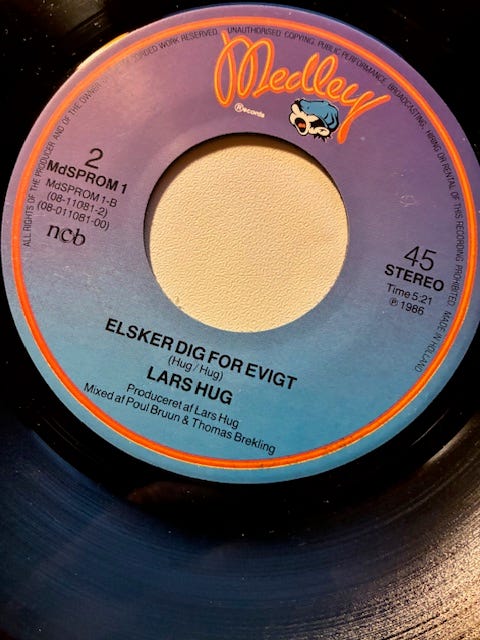 ALL RIGHTS OF THE PRODUCER AND OF THE OWNER OF THE RECORDED WORK RESERVED UNAUTHORISED COPYING, PUBLIC PERFORMANCE, BROADCASTING, HIRING OR RENTAL OF THIS RECORDING PROHIBITED MADE IN HOLLAND
Medley
Records
2
MdSPROM 1
MdSPROM 1-B
(08-11081-2)
(08-011081-00)
ncb
45
STEREO
Time 5:21
℗ 1986
ELSKER DIG FOR EVIGT
(Hug/Hug)
LARS HUG
Produceret af Lars Hug
Mixed af Poul Bruun & Thomas Brekling